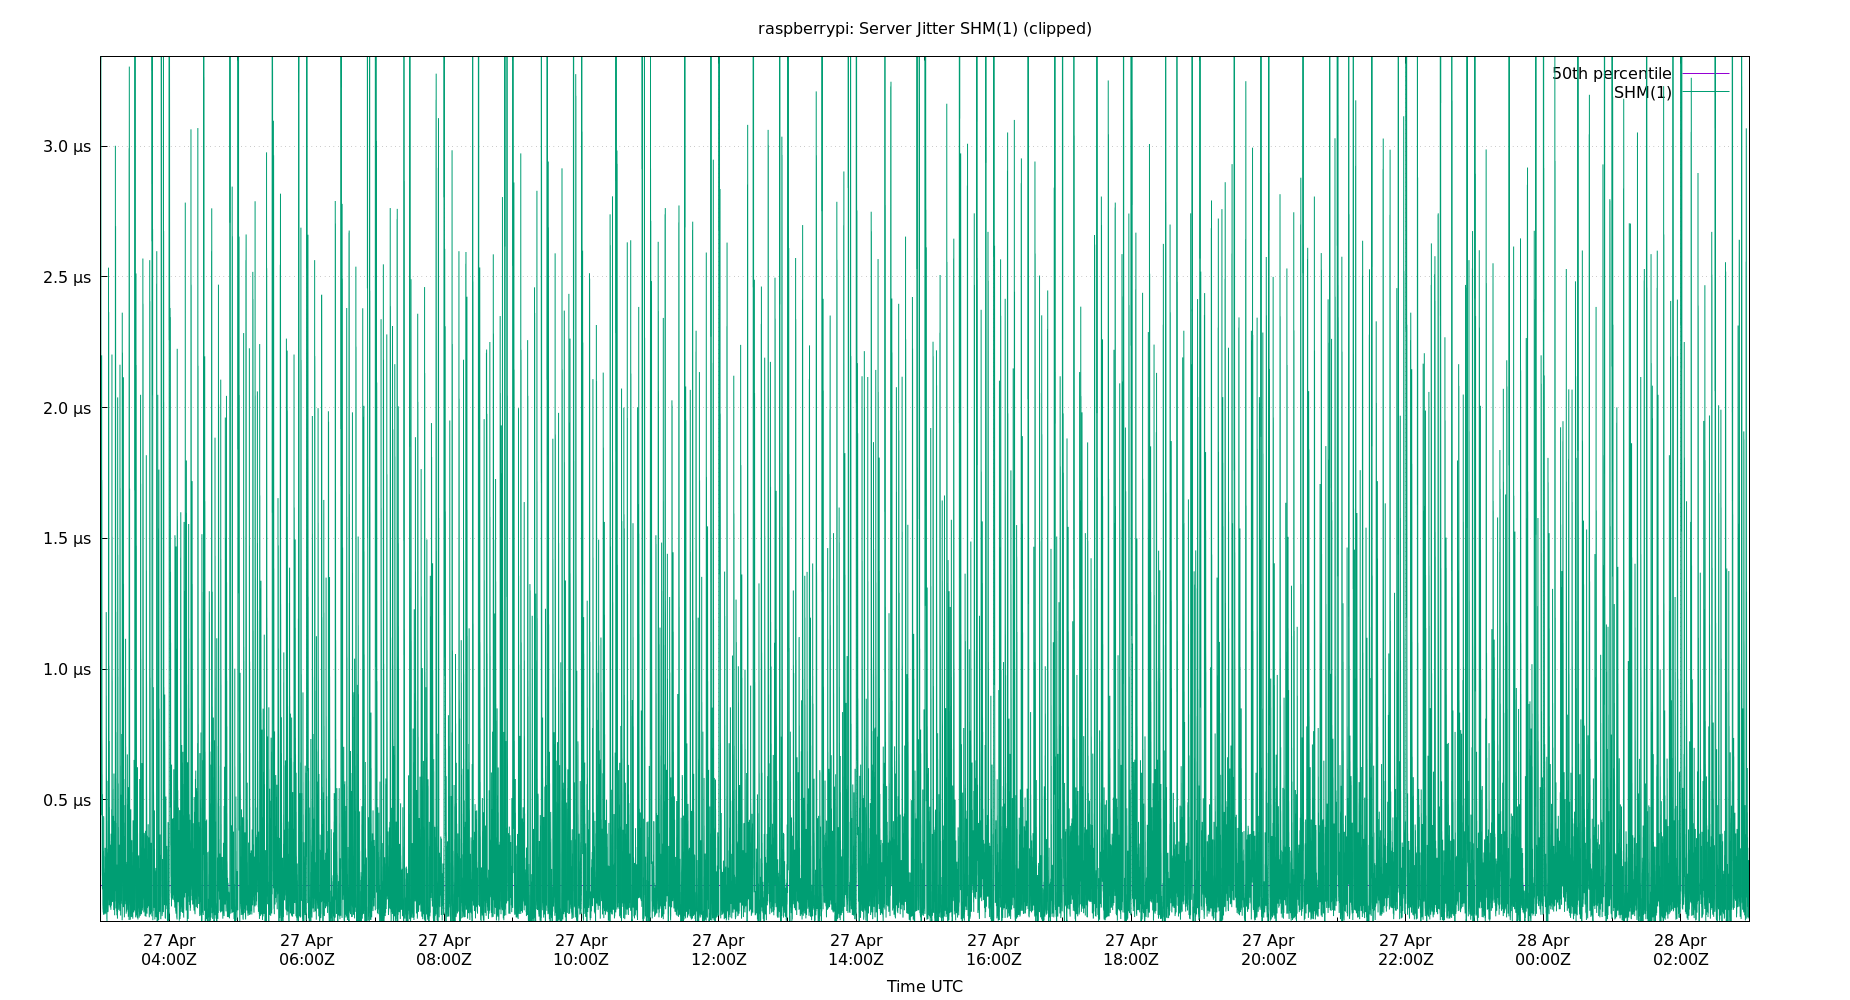 raspberrypi: Server Jitter SHM(1) (clipped)
50th percentile
SHM(1)
3.0 µs
2.5 µs
2.0 µs
1.5 µs
1.0 µs
0.5 µs
27 Apr 27 Apr 27 Apr 27 Apr 27 Apr 27 Apr 27 Apr 27 Apr 27 Apr 27 Apr 28 Apr 28 Apr
04:00Z 06:00Z 08:00Z 10:00Z 12:00Z 14:00Z 16:00Z 18:00Z 20:00Z 22:00Z 00:00Z 02:00Z
Time UTC